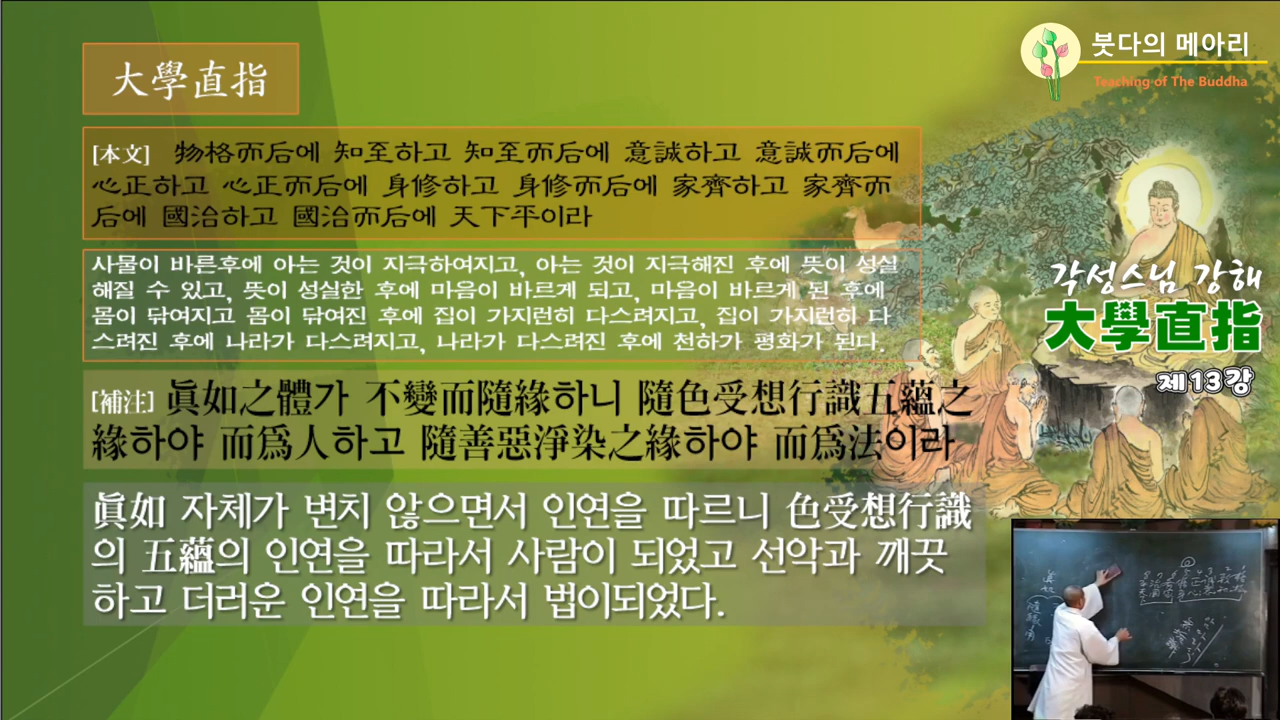 大學直指
[本文] 物格而后에 知至하고 知至而后에 意誠하고 意誠而后에
心正하고 心正而后에 身修하고 身修而后에 家齊하고 家齊而
后에 國治하고 國治而后에 天下平이라
사물이 바른후에 아는 것이 지극하여지고, 아는 것이 지극해진 후에 뜻이 성실
해질 수 있고, 뜻이 성실한 후에 마음이 바르게 되고, 마음이 바르게 된 후에
몸이 닦여지고 몸이 닦여진 후에 집이 가지런히 다스려지고, 집이 가지런히 다
스려진 후에 나라가 다스려지고, 나라가 다스려진 후에 천하가 평화가 된다.
[補注] 眞如之體가 不變而隨緣하니 隨色受想行識五蘊之
緣하야 而爲人하고 隨善惡淨染之緣하야 而爲法이라
眞如 자체가 변치 않으면서 인연을 따르니 色受想行識
의 五蘊의 인연을 따라서 사람이 되었고 선악과 깨끗
하고 더러운 인연을 따라서 법이되었다.
붓다의 메아리
Teaching of The Buddha
각성스님 강해
大學直指
제13강
眞如
隨緣